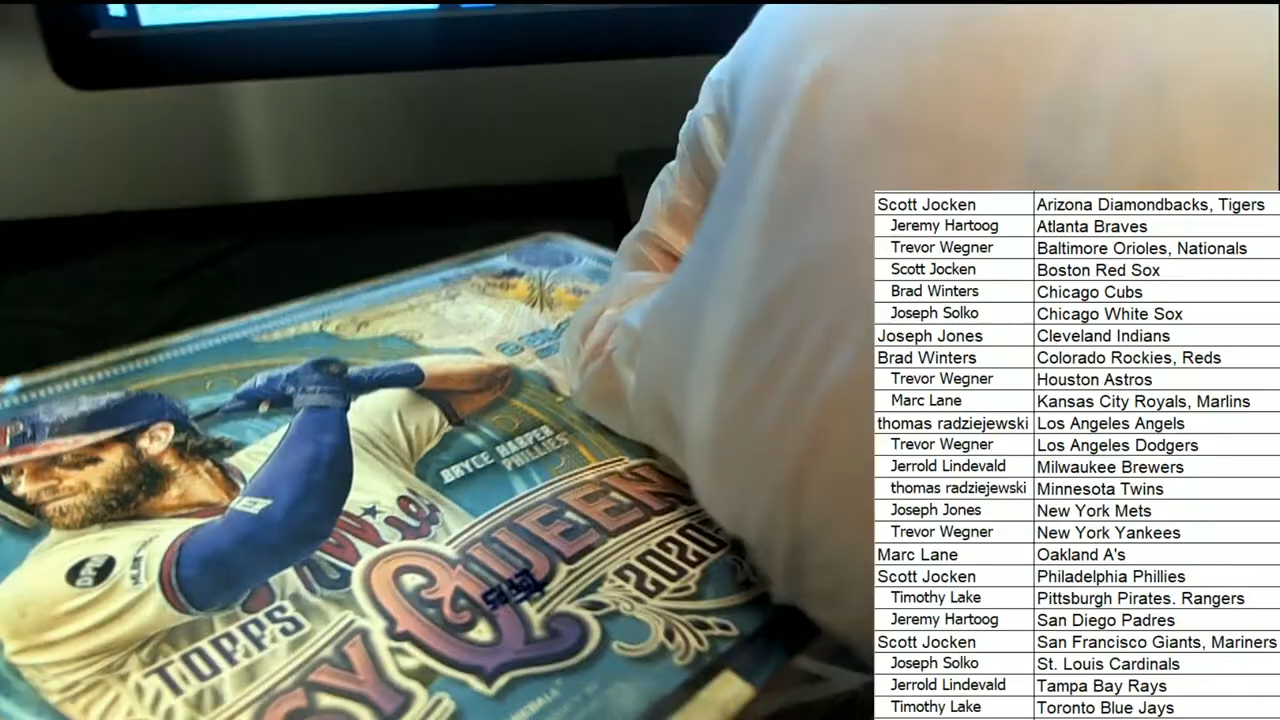 BRYCE HARPER
PHILLIES
TOPPS
QUEEN
2020
Scott Jocken Arizona Diamondbacks, Tigers
Jeremy Hartoog Atlanta Braves
Trevor Wegner Baltimore Orioles, Nationals
Scott Jocken Boston Red Sox
Brad Winters Chicago Cubs
Joseph Solko Chicago White Sox
Joseph Jones Cleveland Indians
Brad Winters Colorado Rockies, Reds
Trevor Wegner Houston Astros
Marc Lane Kansas City Royals, Marlins
thomas radziejewski Los Angeles Angels
Trevor Wegner Los Angeles Dodgers
Jerrold Lindevald Milwaukee Brewers
thomas radziejewski Minnesota Twins
Joseph Jones New York Mets
Trevor Wegner New York Yankees
Marc Lane Oakland A's
Scott Jocken Philadelphia Phillies
Timothy Lake Pittsburgh Pirates. Rangers
Jeremy Hartoog San Diego Padres
Scott Jocken San Francisco Giants, Mariners
Joseph Solko St. Louis Cardinals
Jerrold Lindevald Tampa Bay Rays
Timothy Lake Toronto Blue Jays